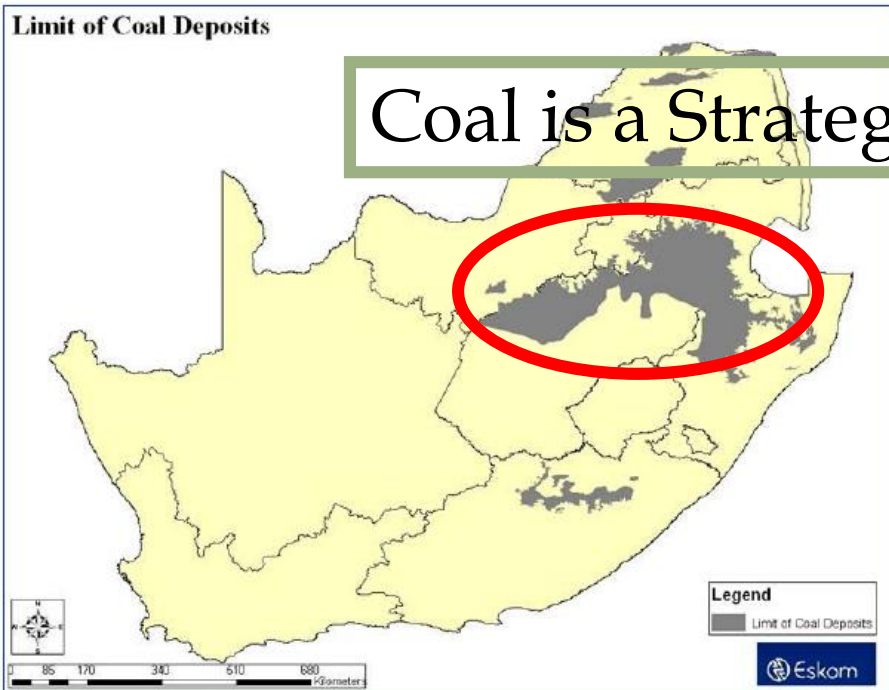 Limit of Coal Deposits
Coal is a Strateg
N
W E
S
0 85 170 340 510 680
Kilometers
Legend
Limit of Coal Deposits
Eskom